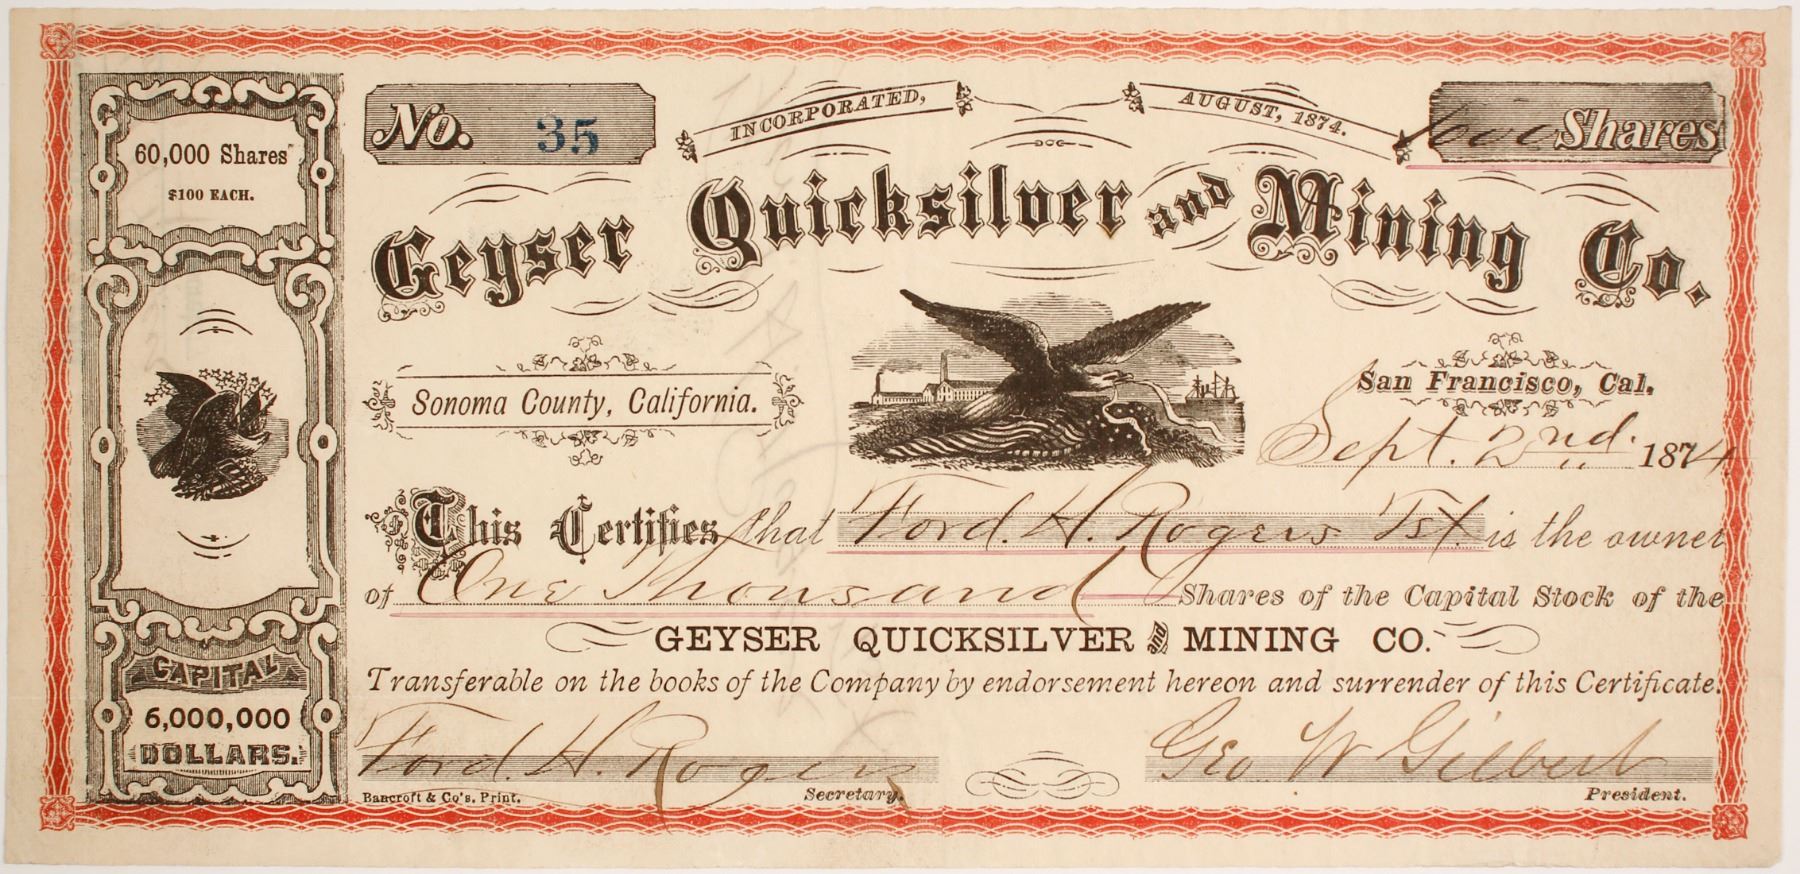 60,000 Shares
$100 EACH.
CAPITAL
6,000,000
DOLLARS.
No. 35
INCORPORATED, AUGUST, 1874.
1000 Shares
Geyser Quicksilver and Mining Co.
Sonoma County, California.
San Francisco, Cal.
Sept. 2nd. 1874
This Certifies that Ford. H. Rogers Tst. is the owner
of One Thousand Shares of the Capital Stock of the
GEYSER QUICKSILVER and MINING CO.
Transferable on the books of the Company by endorsement hereon and surrender of this Certificate.
Ford. H. Rogers
Geo W Gilbert
Bancroft & Co's. Print.
Secretary.
President.